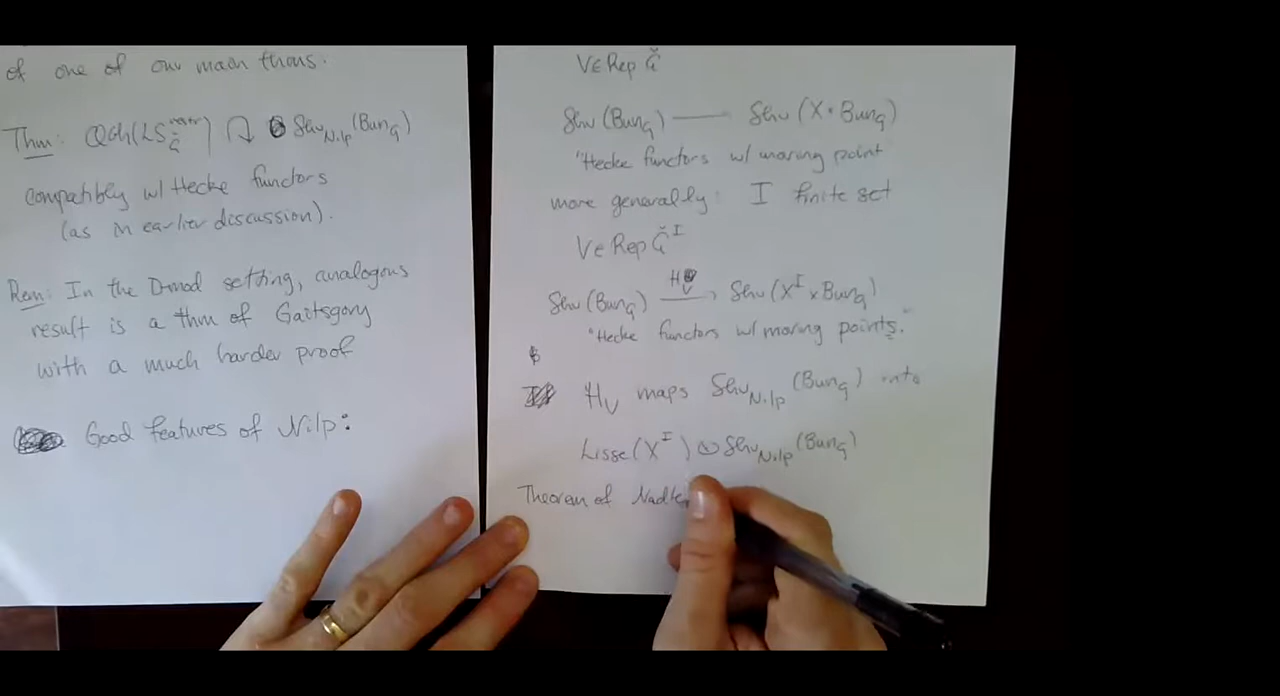 of one of our main thms.
Thm: QCoh(LS_Ğ^restr) ↷ Shv_Nilp(Bun_G)
compatibly w/ Hecke functors
(as in earlier discussion).
Rem: In the D-mod setting, analogous
result is a thm of Gaitsgory
with a much harder proof
Good features of Nilp:
V∈Rep Ğ
Shv(Bun_G) — Shv(X×Bun_G)
"Hecke functors w/ moving point
more generally: I finite set
V∈Rep Ğ^I
Shv(Bun_G) → Shv(X^I×Bun_G)
H_V
"Hecke functors w/ moving points."
H_V maps Shv_Nilp(Bun_G) into
Lisse(X^I)⊗Shv_Nilp(Bun_G)
Theorem of